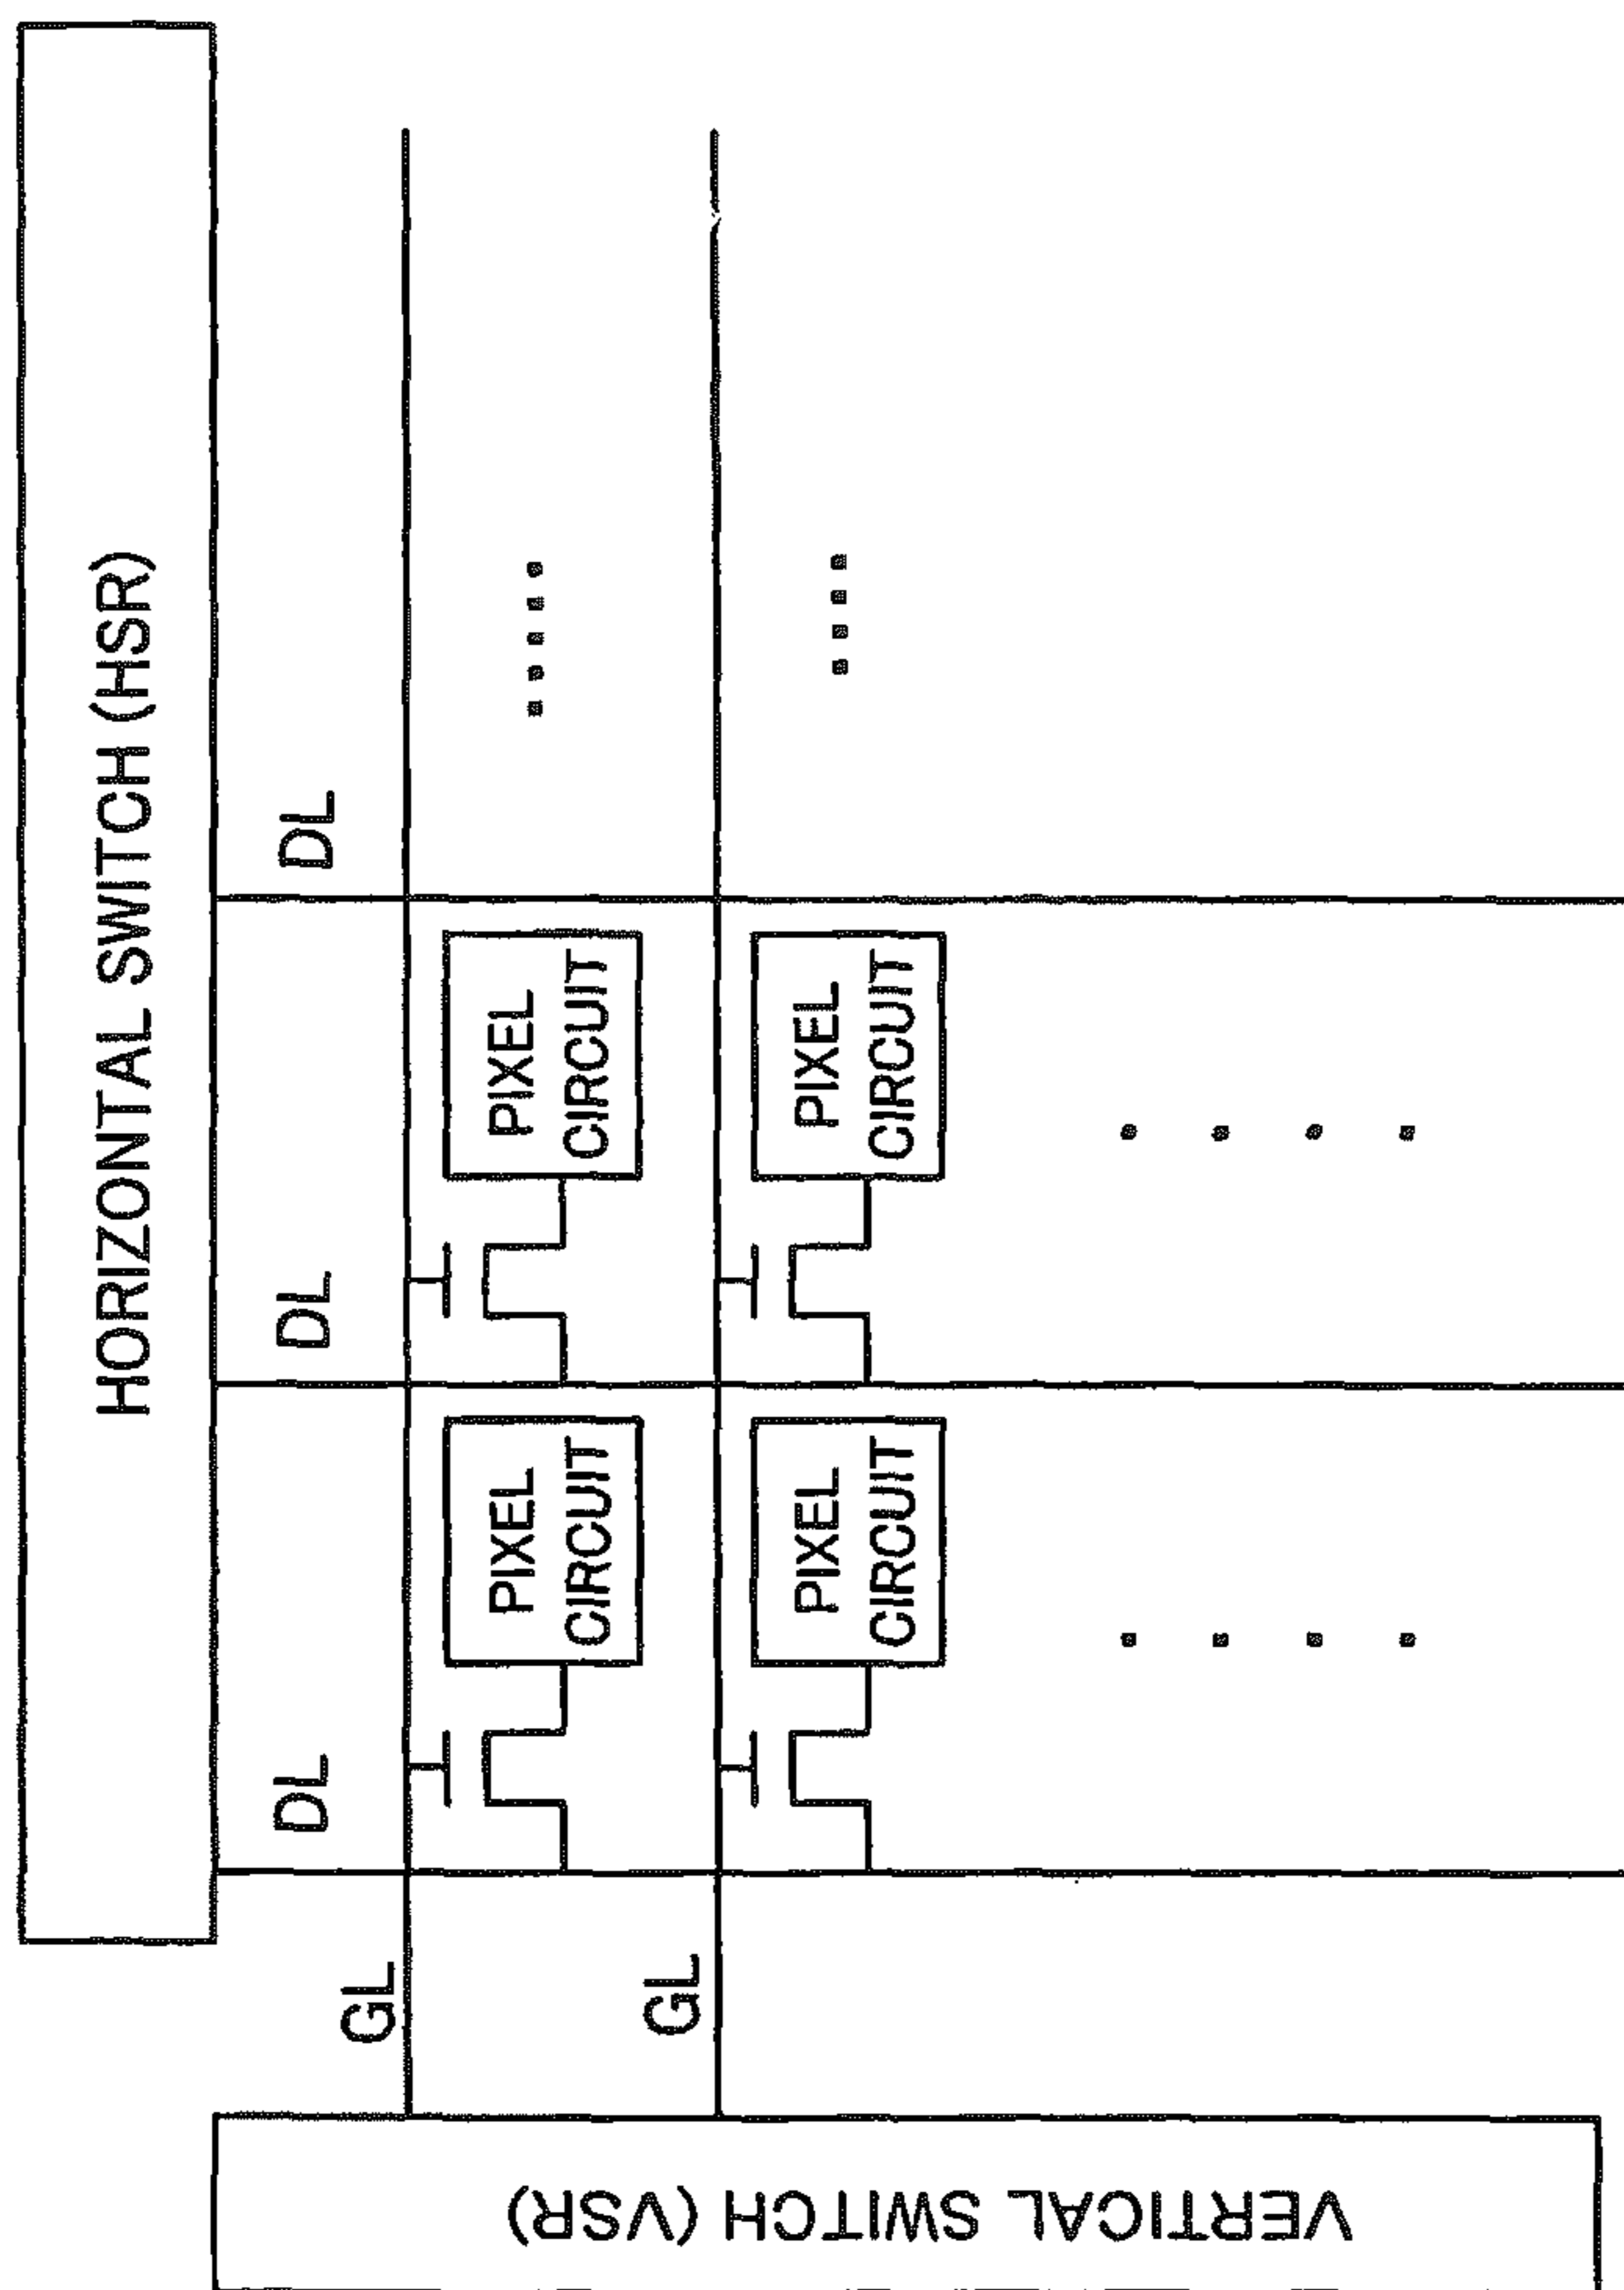 HORIZONTAL SWITCH (HSR)
DL
DL
DL
GL
PIXEL
CIRCUIT
PIXEL
CIRCUIT
GL
PIXEL
CIRCUIT
PIXEL
CIRCUIT
VERTICAL SWITCH (VSR)